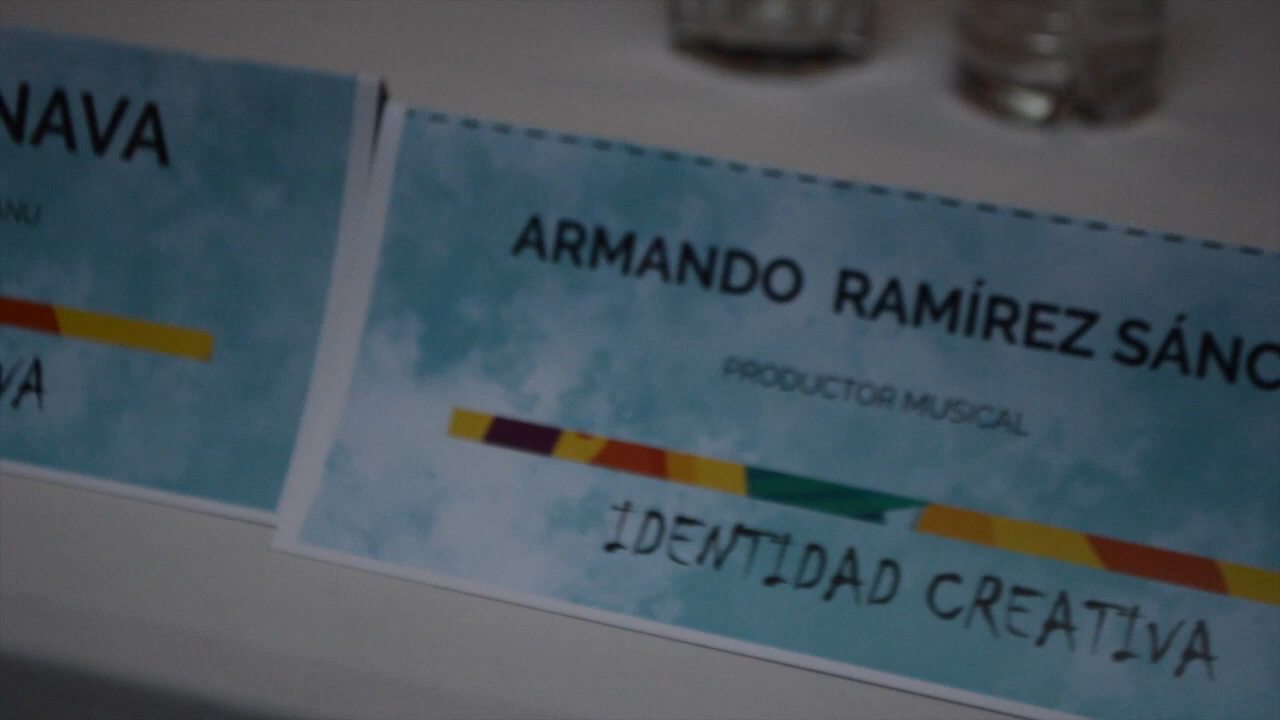 NAVA
ARMANDO RAMÍREZ SÁNC
PRODUCTOR MUSICAL
IDENTIDAD CREATIVA